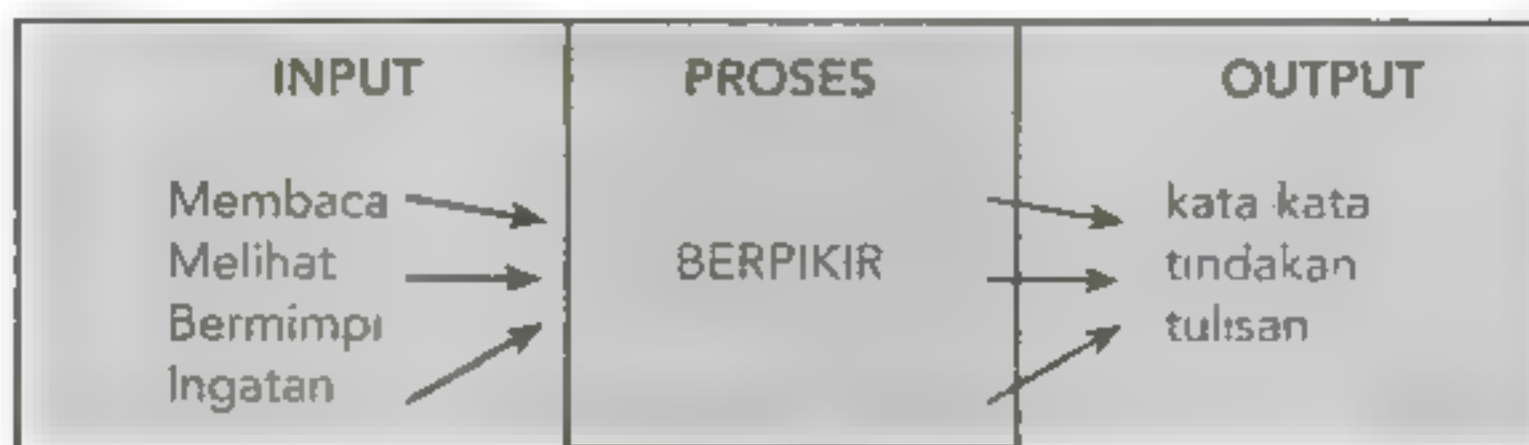 INPUT
PROSES
OUTPUT
Membaca
Melihat
Bermimpi
Ingatan
BERPIKIR
kata kata
tindakan
tulisan